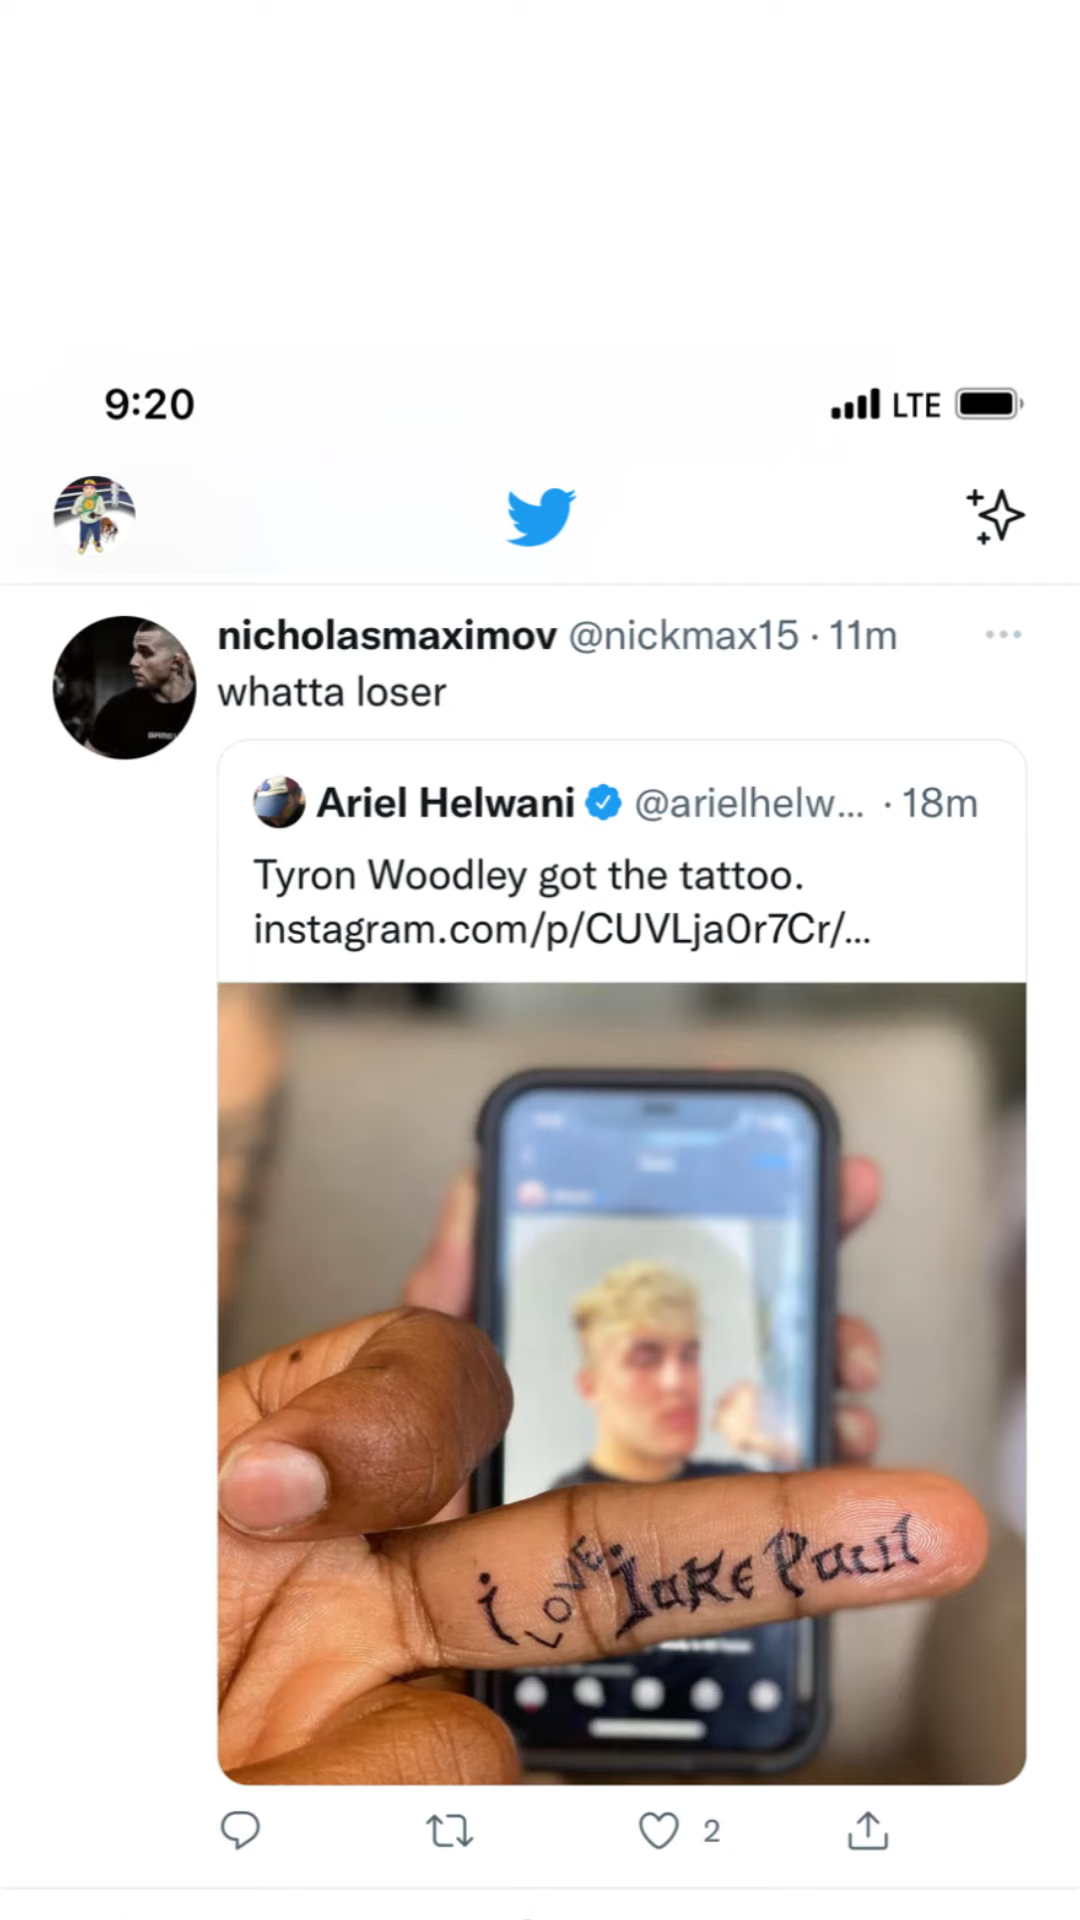 9:20
LTE
nicholasmaximov @nickmax15 · 11m
whatta loser
Ariel Helwani @arielhelw... · 18m
Tyron Woodley got the tattoo.
instagram.com/p/CUVLja0r7Cr/...
i LOVE Jake Paul
2